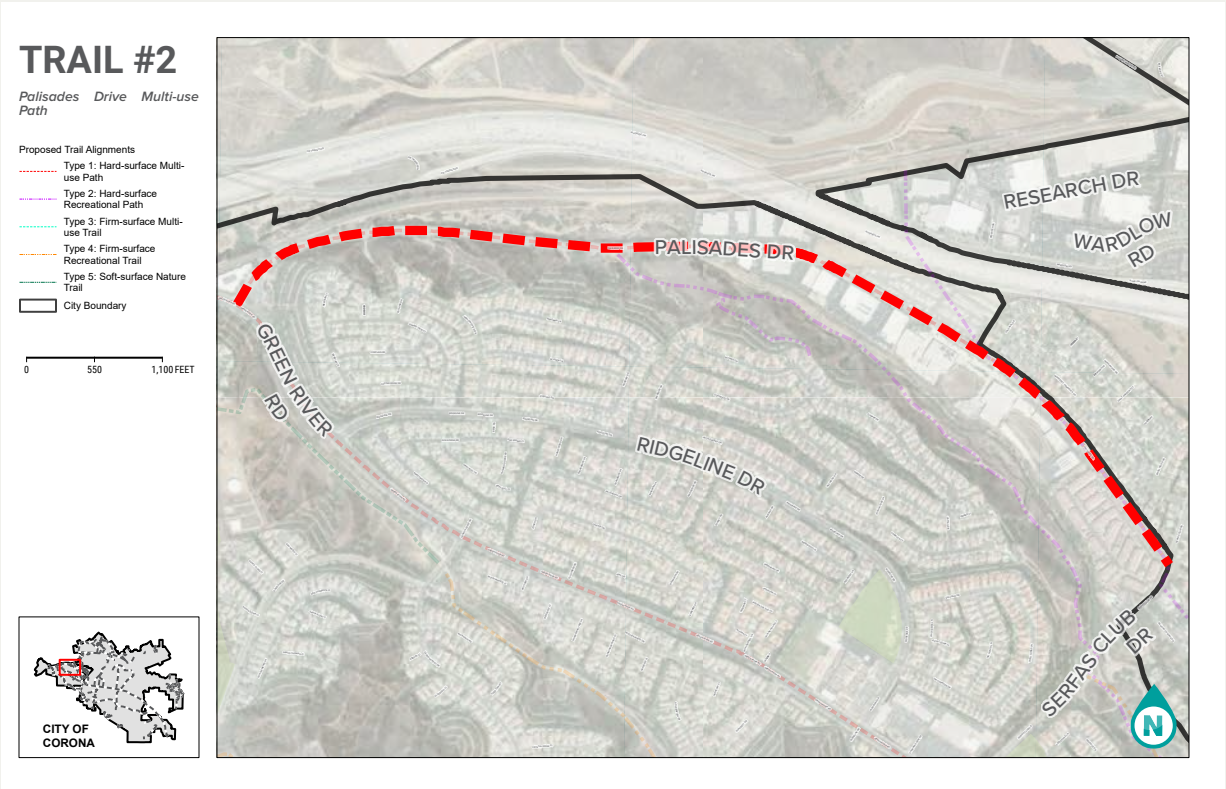 TRAIL #2
Palisades Drive Multi-use
Path
Proposed Trail Alignments
Type 1: Hard-surface Multi-
use Path
Type 2: Hard-surface
Recreational Path
Type 3: Firm-surface Multi-
use Trail
Type 4: Firm-surface
Recreational Trail
Type 5: Soft-surface Nature
Trail
City Boundary
0 550 1,100 FEET
RESEARCH DR
WARDLOW
RD
PALISADES DR
GREEN RIVER
RD
RIDGELINE DR
SERFAS CLUB
DR
N
CITY OF
CORONA